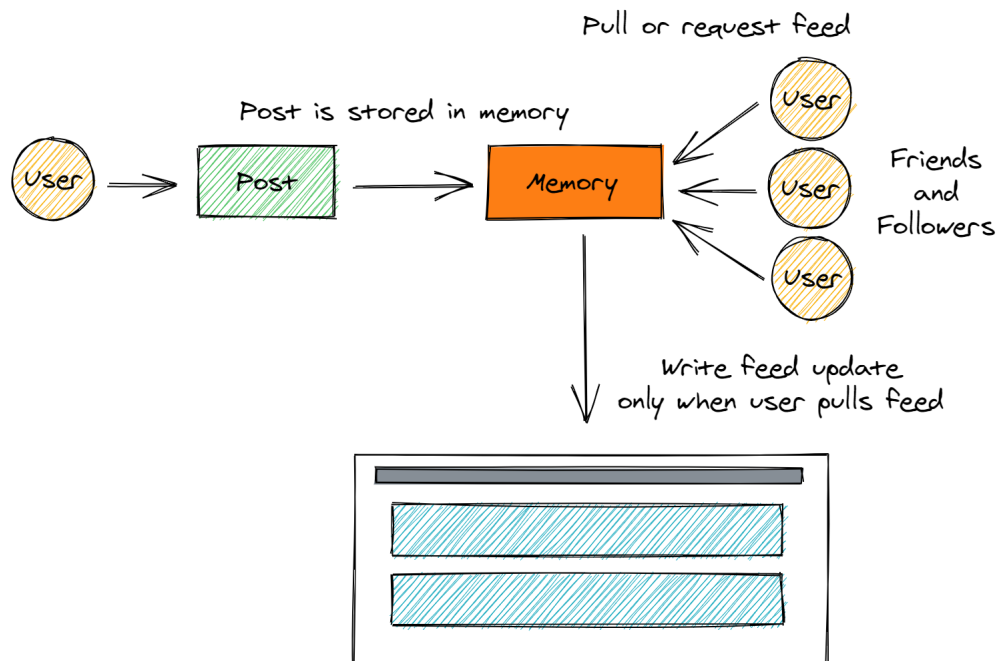 Pull or request feed
Post is stored in memory
User
Post
Memory
User
User
User
Friends
and
Followers
Write feed update
only when user pulls feed